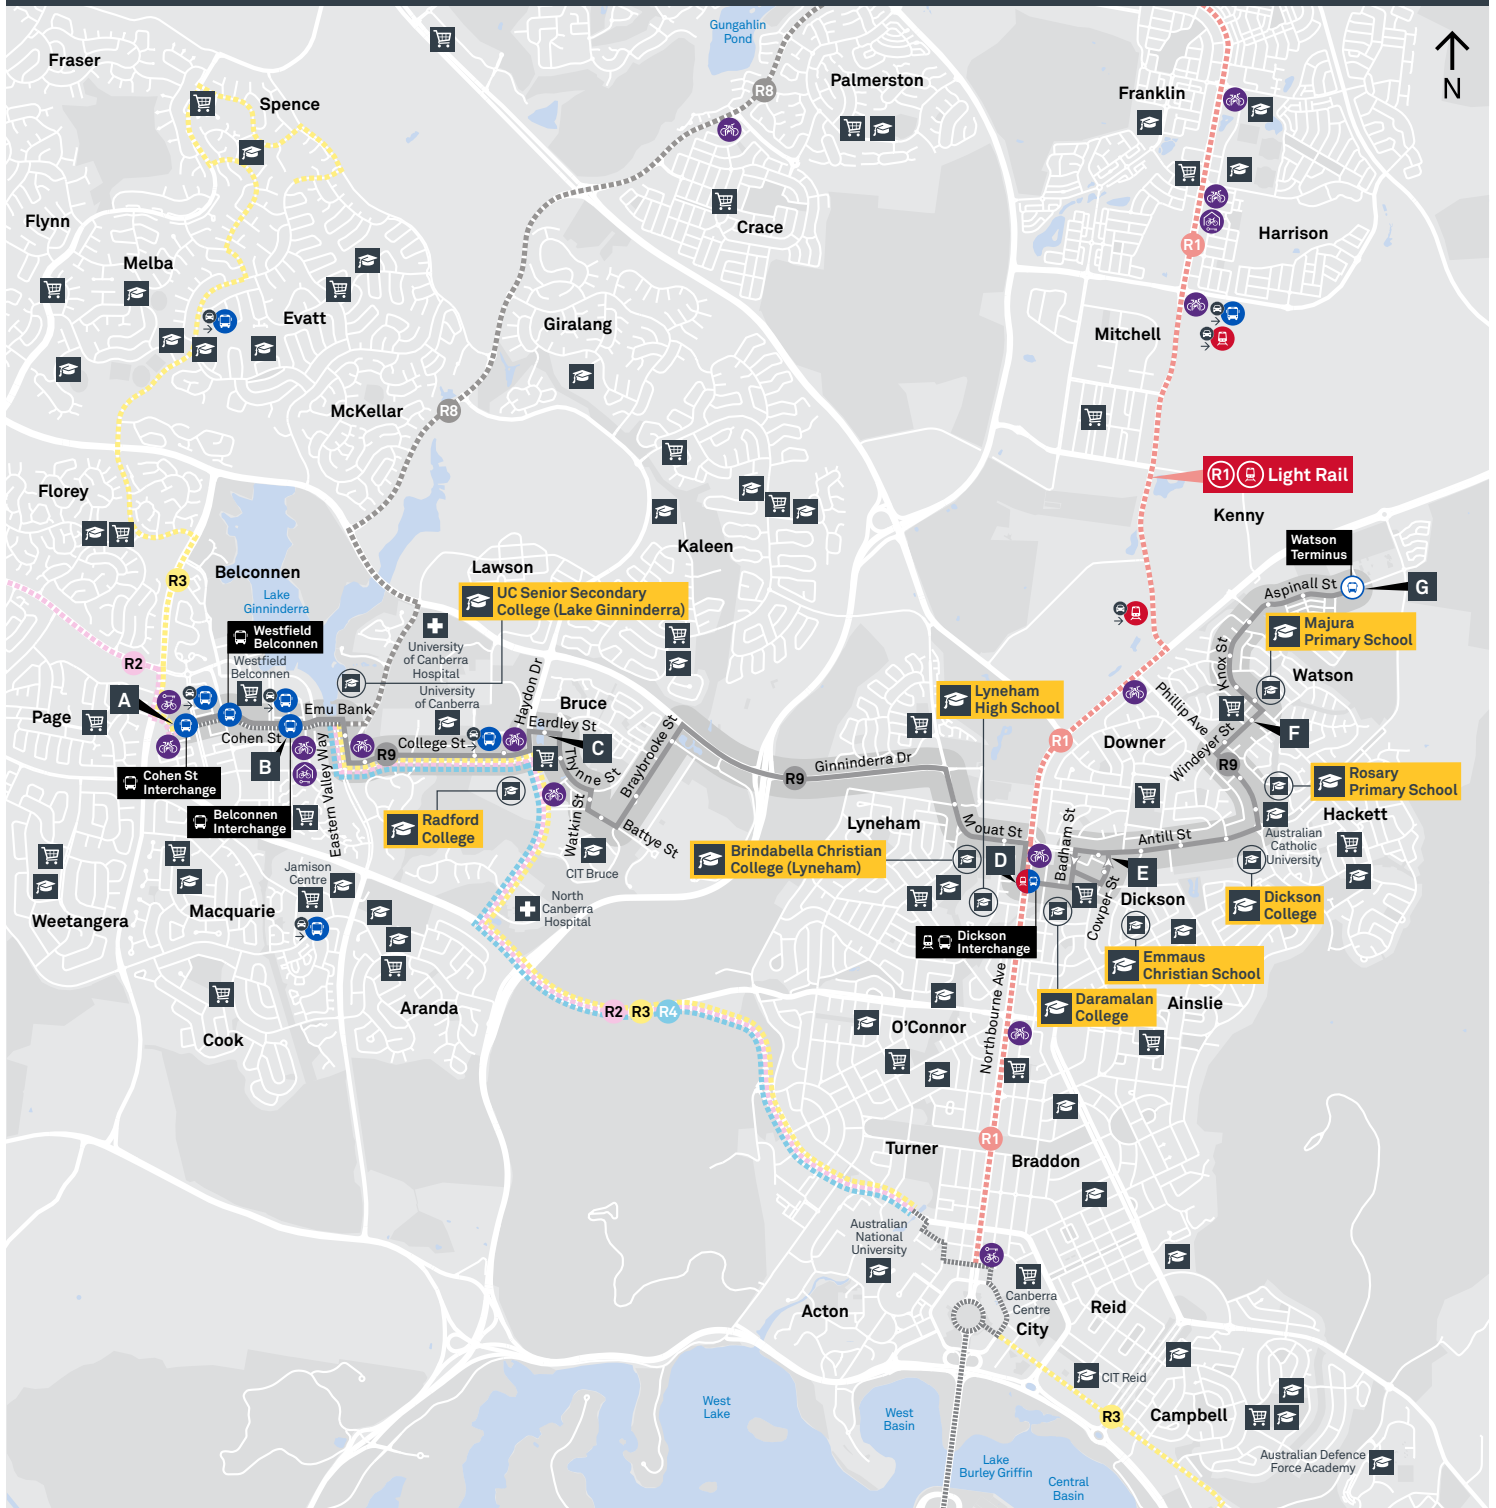 Gungahlin
Pond
Fraser
Palmerston
N
R8
Franklin
Spence
Flynn
Crace
Harrison
R1
Melba
Evatt
Giralang
Mitchell
McKellar
R8
R1 Light Rail
Florey
Kenny
Kaleen
Watson
Terminus
Lawson
Belconnen
R3
Aspinall St
G
Lake
Ginninderra
UC Senior Secondary
College (Lake Ginninderra)
Majura
Primary School
Westfield
Belconnen
University
of Canberra
Hospital
Knox St
R2
Westfield
Belconnen
Haydon Dr
Watson
University
of Canberra
Bruce
Lyneham
High School
Phillip Ave
A
Page
Emu Bank
Eardley St
Cohen St
College St
C
Braybrooke St
R1
Downer
Windeyer St
F
B
Eastern Valley Way
R9
Thynne St
Ginninderra Dr
R9
R9
Cohen St
Interchange
Rosary
Primary School
Belconnen
Interchange
Watkin St
Radford
College
Battye St
Lyneham
Mouat St
Badham St
Antill St
Hackett
Australian
Catholic
University
Brindabella Christian
College (Lyneham)
D
E
Jamison
Centre
CIT Bruce
Macquarie
Weetangera
North
Canberra
Hospital
Cowper St
Dickson
Dickson
College
Dickson
Interchange
Emmaus
Christian School
Northbourne Ave
Daramalan
College
Ainslie
Aranda
R2 R3 R4
O'Connor
Cook
Turner
R1
Braddon
Australian
National
University
Canberra
Centre
Acton
Reid
City
CIT Reid
West
Lake
West
Basin
R3
Campbell
Australian Defence
Force Academy
Lake
Burley Griffin
Central
Basin